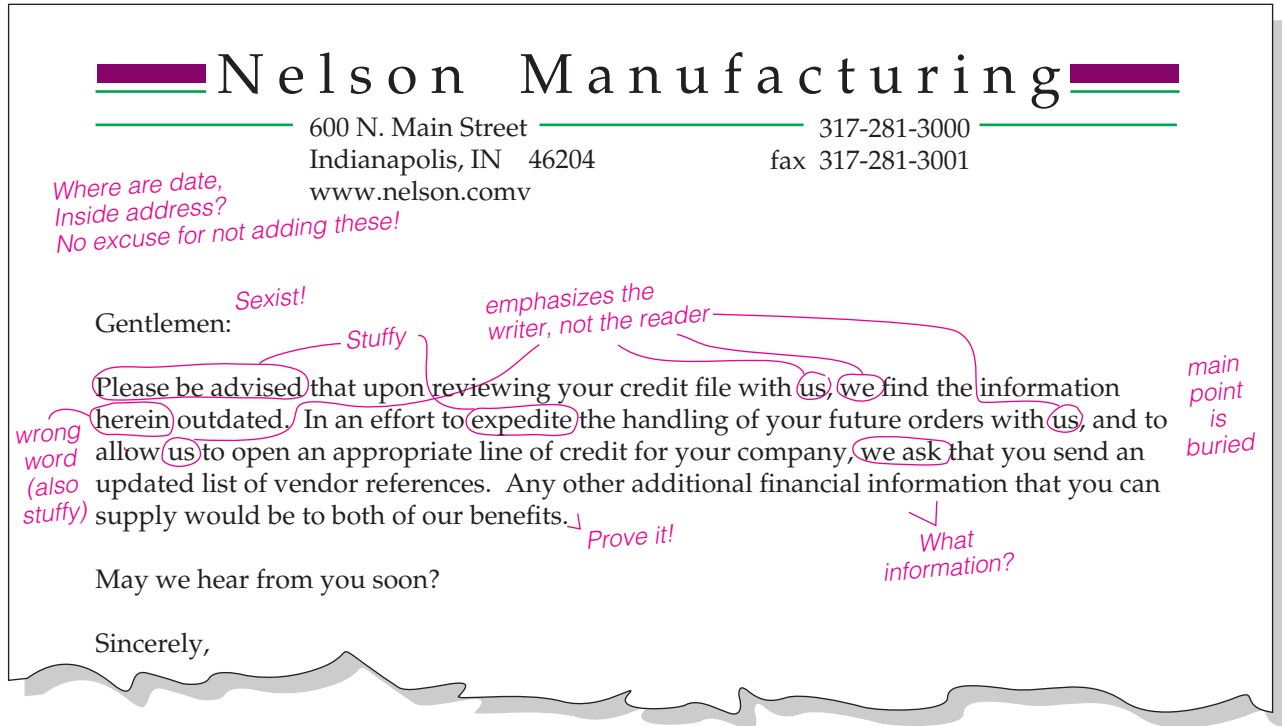 Nelson Manufacturing
600 N. Main Street
Indianapolis, IN 46204
www.nelson.comv
317-281-3000
fax 317-281-3001
Where are date,
Inside address?
No excuse for not adding these!
Sexist!
Gentlemen:
Stuffy
emphasizes the
writer, not the reader
Please be advised that upon reviewing your credit file with us, we find the information
herein outdated. In an effort to expedite the handling of your future orders with us, and to
allow us to open an appropriate line of credit for your company, we ask that you send an
updated list of vendor references. Any other additional financial information that you can
supply would be to both of our benefits.
main
point
is
buried
wrong
word
(also
stuffy)
Prove it!
What
information?
May we hear from you soon?
Sincerely,